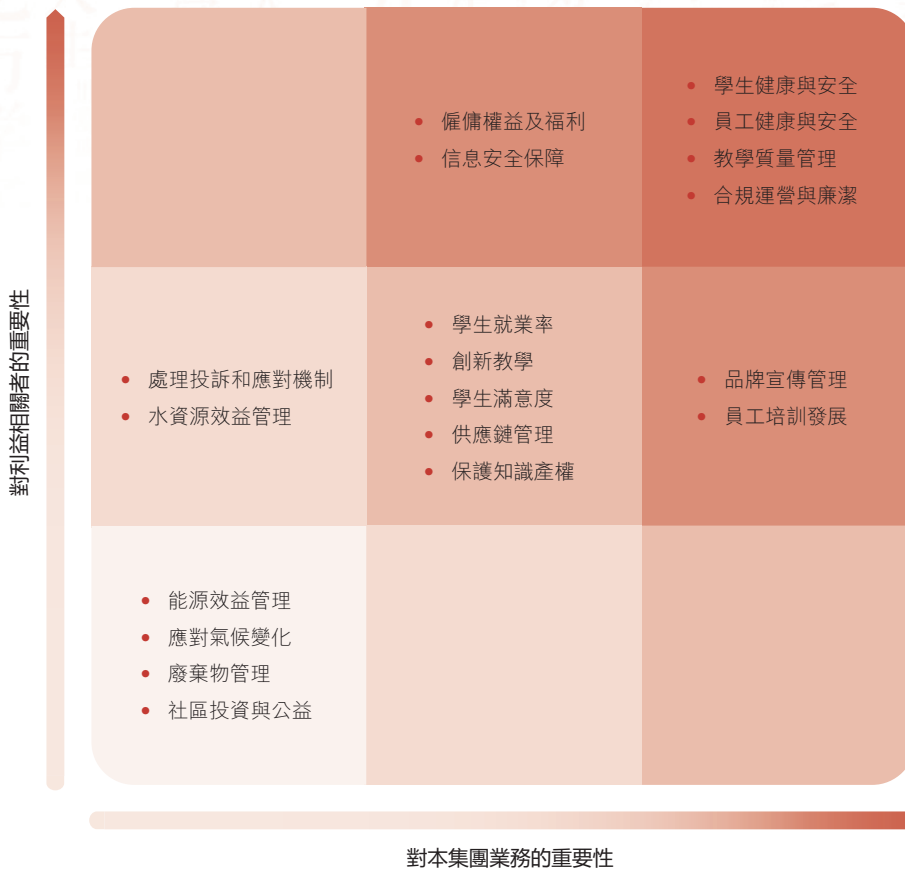 對利益相關者的重要性
僱傭權益及福利
信息安全保障
學生健康與安全
員工健康與安全
教學質量管理
合規運營與廉潔
處理投訴和應對機制
水資源效益管理
學生就業率
創新教學
學生滿意度
供應鏈管理
保護知識產權
品牌宣傳管理
員工培訓發展
能源效益管理
應對氣候變化
廢棄物管理
社區投資與公益
對本集團業務的重要性